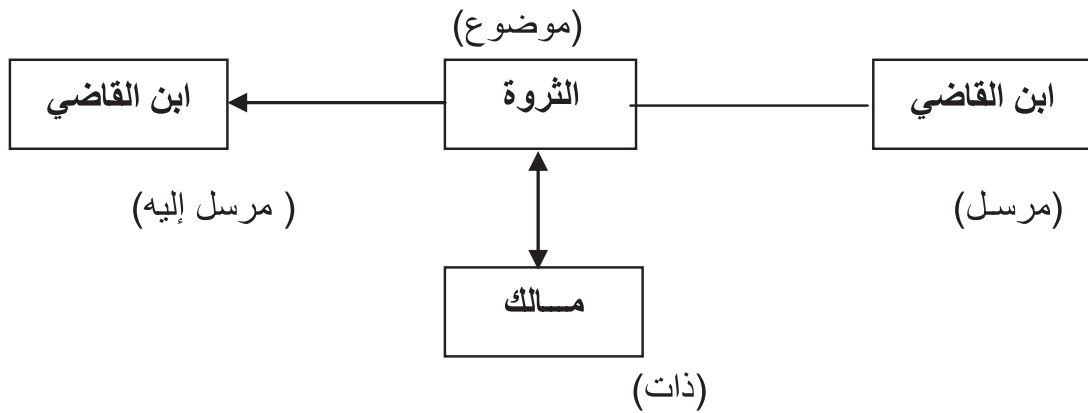 (موضوع)
ابن القاضي
الثروة
ابن القاضي
(مرسل)
( مرسل إليه)
مـــالك
(ذات)